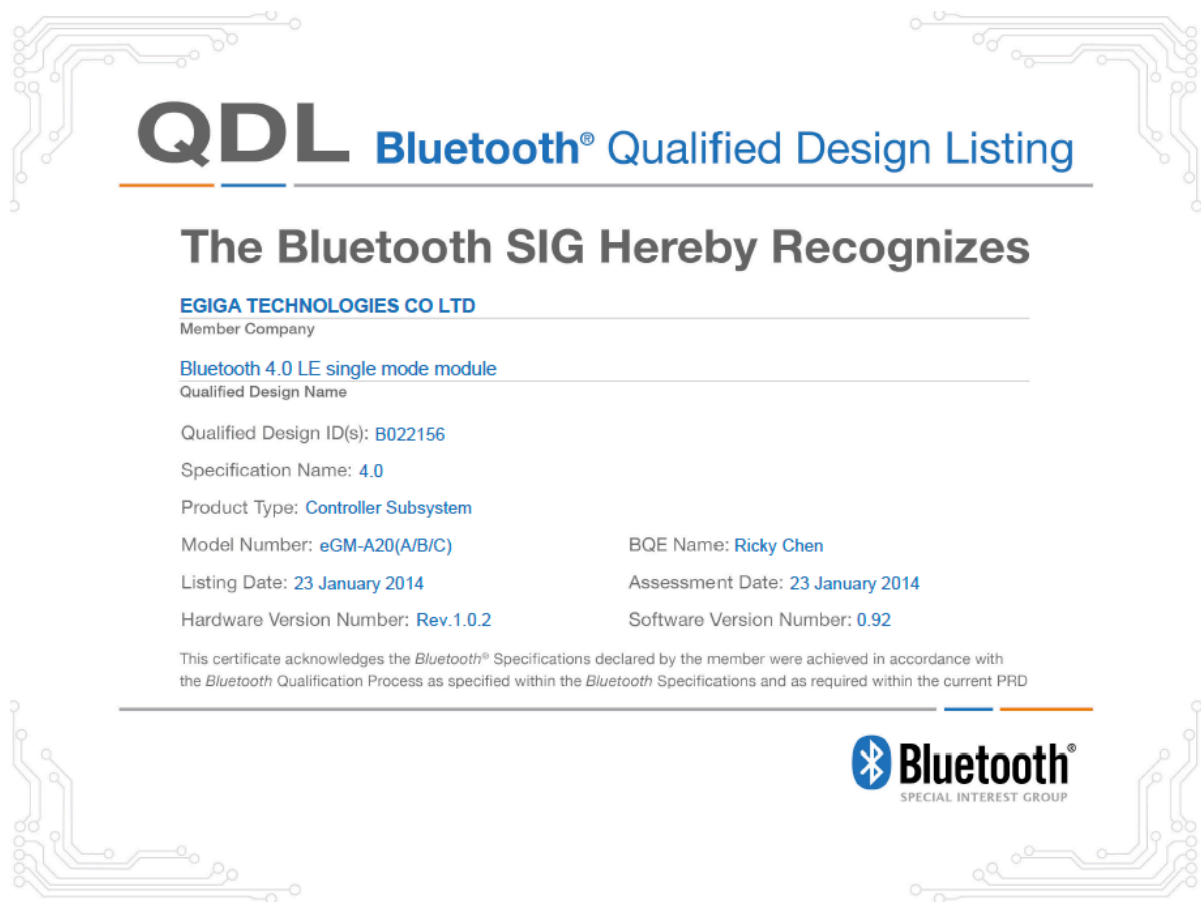 QDL Bluetooth® Qualified Design Listing
The Bluetooth SIG Hereby Recognizes
EGIGA TECHNOLOGIES CO LTD
Member Company
Bluetooth 4.0 LE single mode module
Qualified Design Name
Qualified Design ID(s): B022156
Specification Name: 4.0
Product Type: Controller Subsystem
Model Number: eGM-A20(A/B/C) BQE Name: Ricky Chen
Listing Date: 23 January 2014 Assessment Date: 23 January 2014
Hardware Version Number: Rev.1.0.2 Software Version Number: 0.92
This certificate acknowledges the Bluetooth® Specifications declared by the member were achieved in accordance with
the Bluetooth Qualification Process as specified within the Bluetooth Specifications and as required within the current PRD
Bluetooth®
SPECIAL INTEREST GROUP